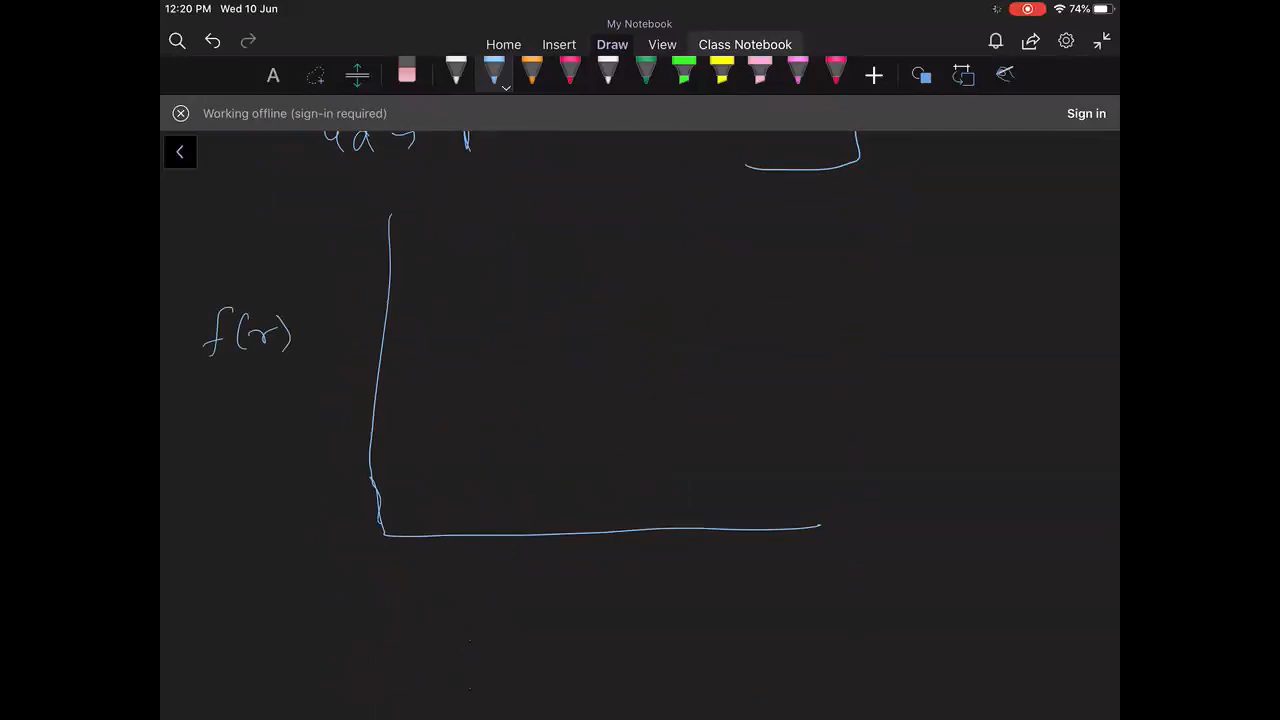 12:20 PM Wed 10 Jun
74%
My Notebook
Home Insert Draw View Class Notebook
A
Working offline (sign-in required) Sign in
f(x)